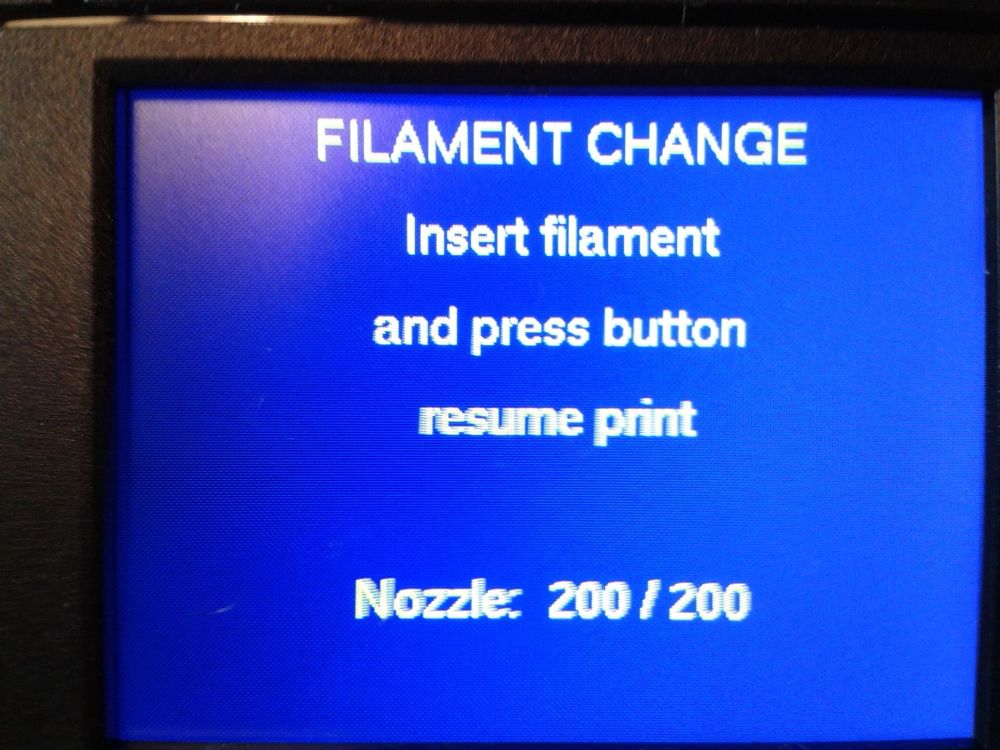 FILAMENT CHANGE
Insert filament
and press button
resume print
Nozzle: 200 / 200